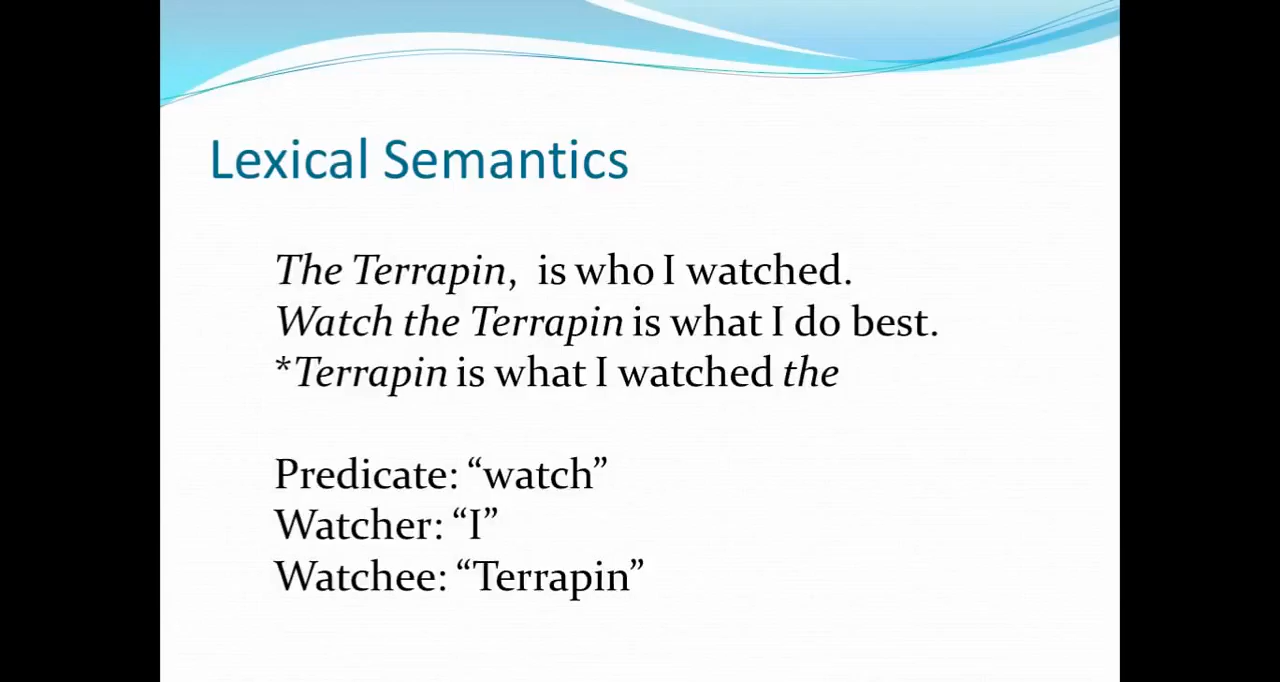 Lexical Semantics
The Terrapin,  is who I watched.
Watch the Terrapin is what I do best.
*Terrapin is what I watched the
Predicate: “watch”
Watcher: “I”
Watchee: “Terrapin”